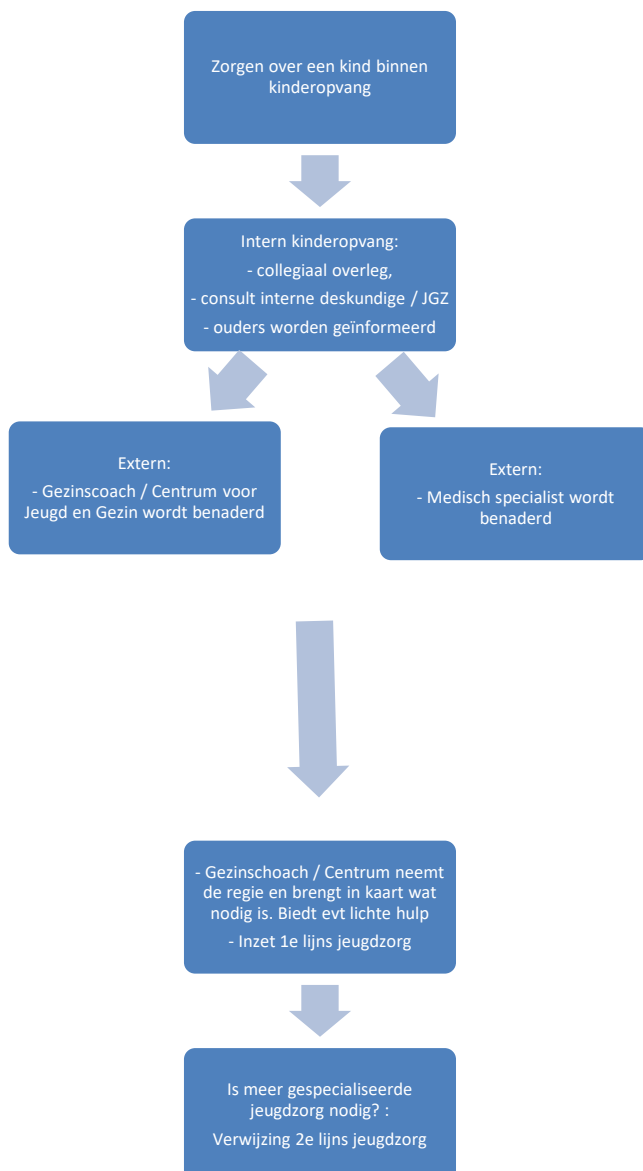 Zorgen over een kind binnen
kinderopvang
Intern kinderopvang:
- collegiaal overleg,
- consult interne deskundige / JGZ
- ouders worden geïnformeerd
Extern:
- Gezinscoach / Centrum voor
Jeugd en Gezin wordt benaderd
Extern:
- Medisch specialist wordt
benaderd
- Gezinschoach / Centrum neemt
de regie en brengt in kaart wat
nodig is. Biedt evt lichte hulp
- Inzet 1e lijns jeugdzorg
Is meer gespecialiseerde
jeugdzorg nodig? :
Verwijzing 2e lijns jeugdzorg